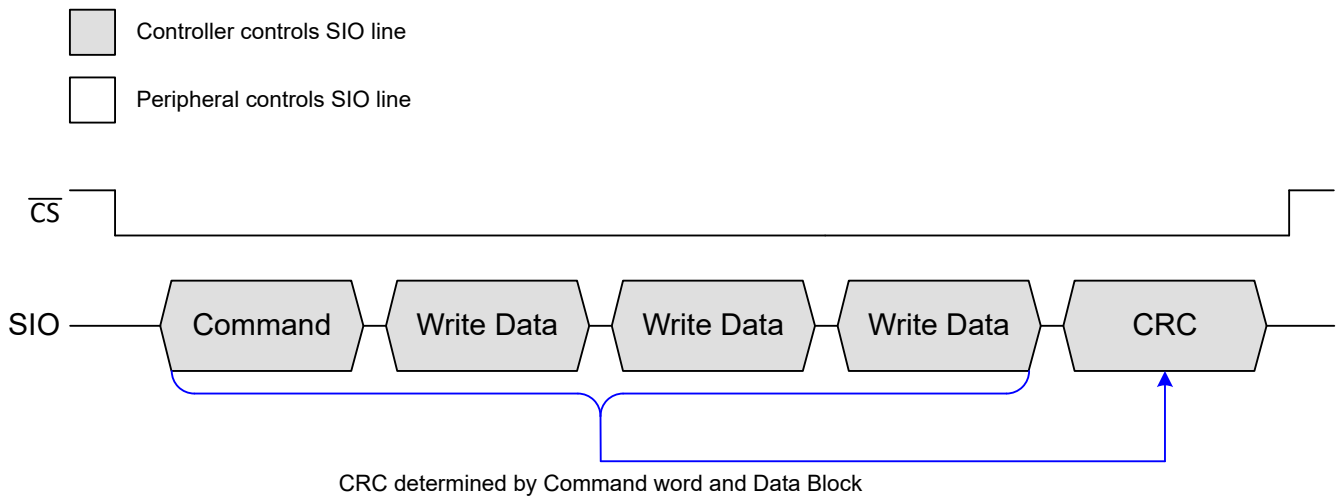 Controller controls SIO line
Peripheral controls SIO line
C̅S̅
SIO Command Write Data Write Data Write Data CRC
CRC determined by Command word and Data Block